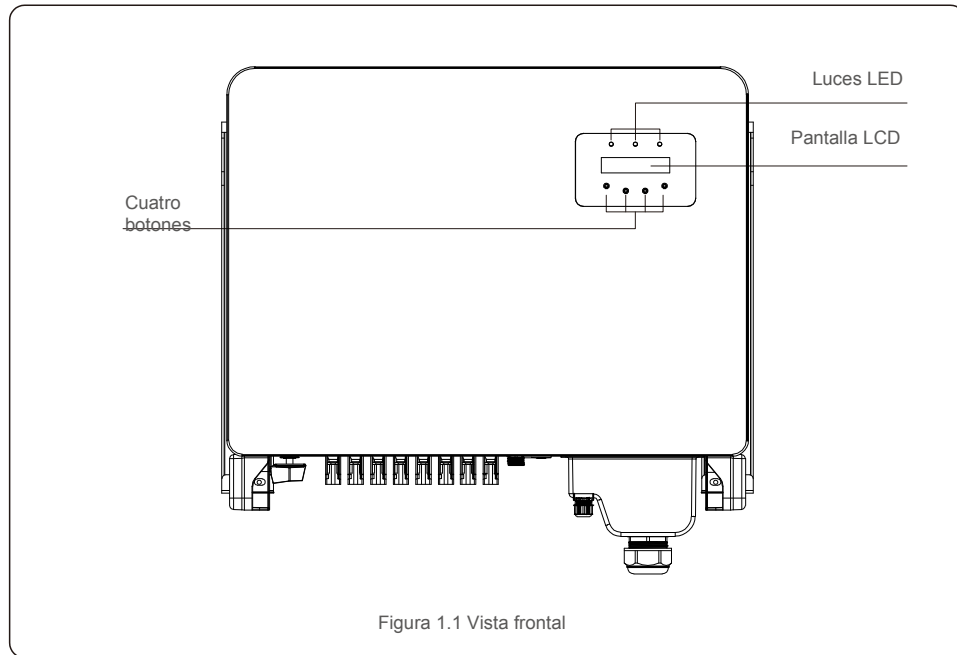 Luces LED
Pantalla LCD
Cuatro
botones
Figura 1.1 Vista frontal